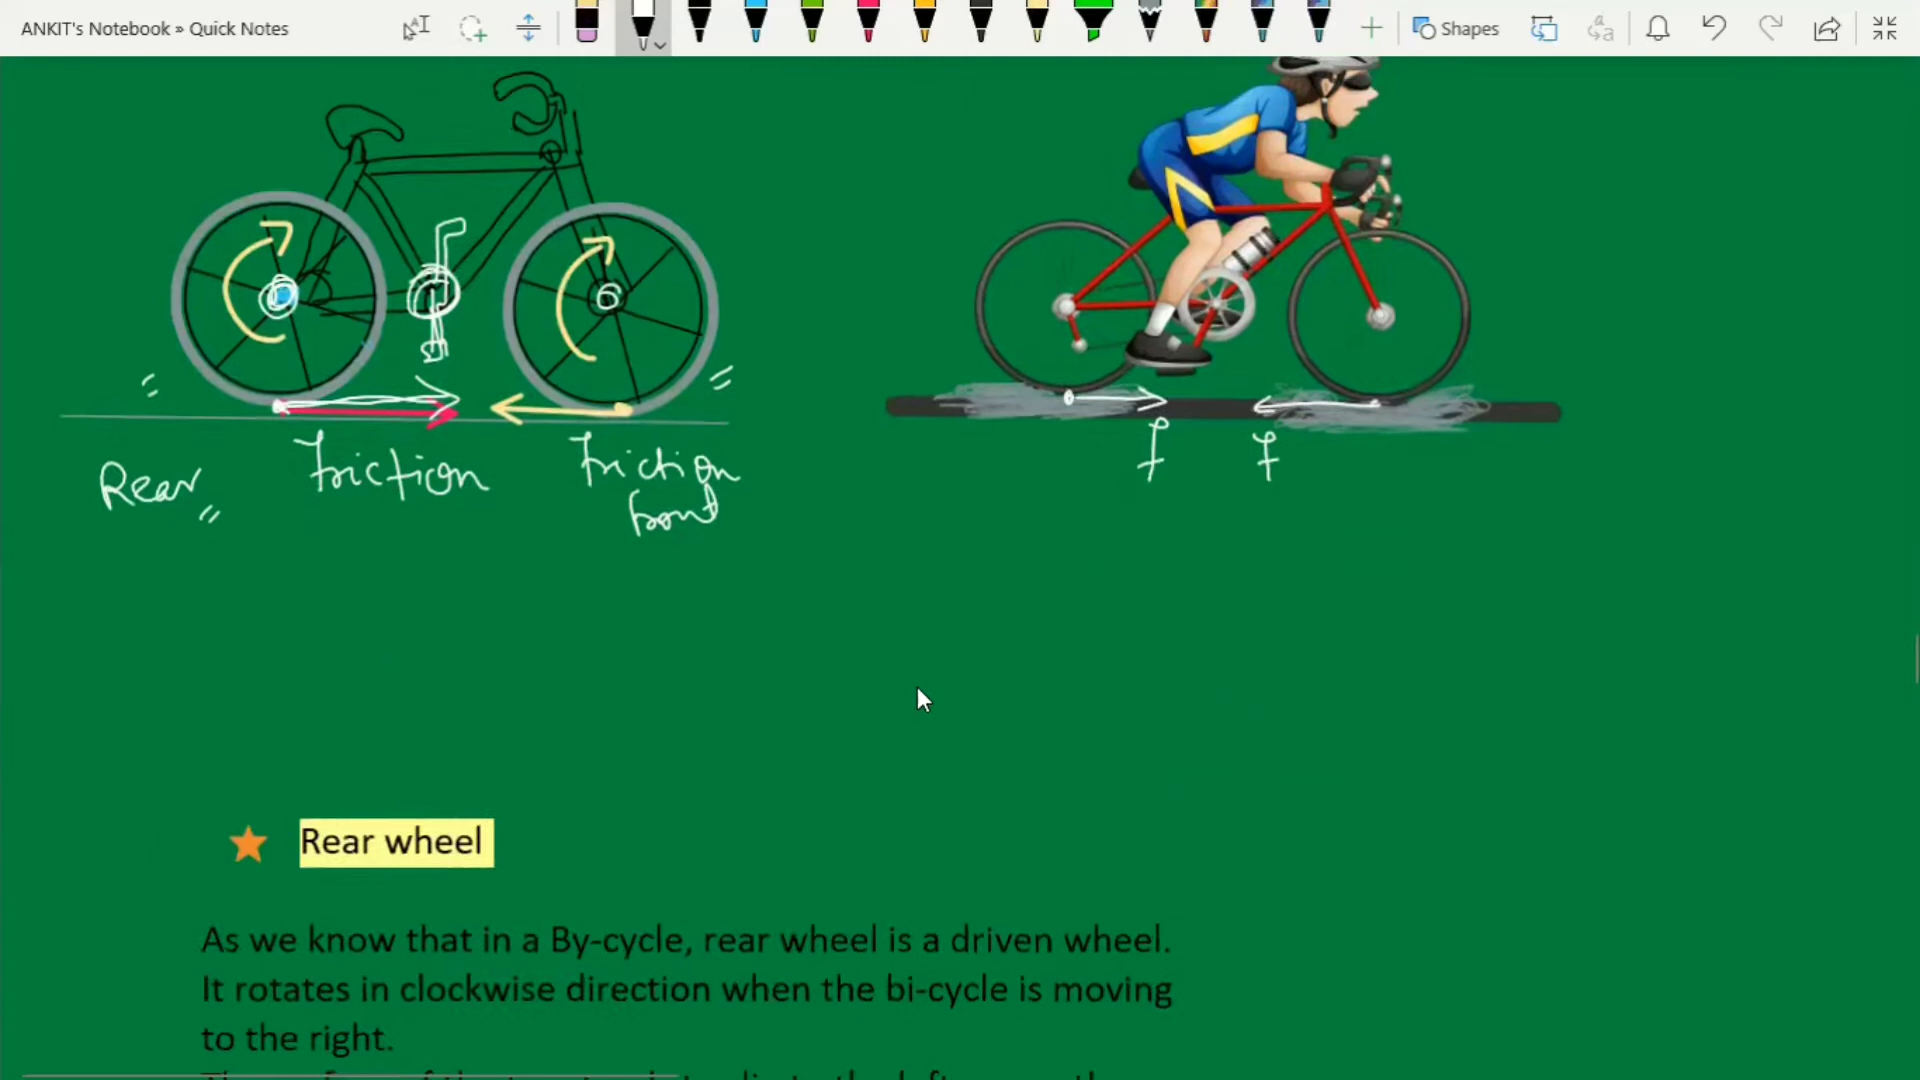 ANKIT's Notebook » Quick Notes
Shapes
Rear
Friction
Friction
front
f
f
Rear wheel
As we know that in a By-cycle, rear wheel is a driven wheel.
It rotates in clockwise direction when the bi-cycle is moving
to the right.